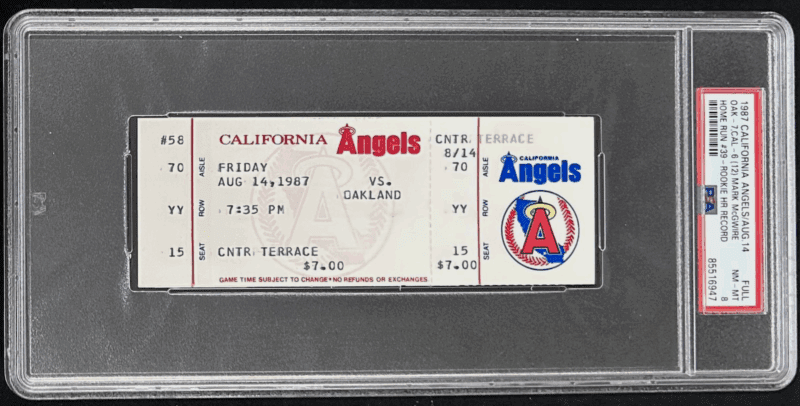 #58
CALIFORNIA Angels
CNTR TERRACE
8/14
70
AISLE
FRIDAY
AUG 14,1987
VS.
OAKLAND
70
AISLE
YY
ROW
7:35 PM
YY
ROW
15
SEAT
CNTR TERRACE
$7.00
15
$7.00
SEAT
GAME TIME SUBJECT TO CHANGE • NO REFUNDS OR EXCHANGES
CALIFORNIA
Angels
A
1987 CALIFORNIA ANGELS/AUG.14 FULL
OAK - 7,CAL - 6 (12) MARK McGWIRE NM - MT
HOME RUN #39 - ROOKIE HR RECORD 8
PSA
85516947